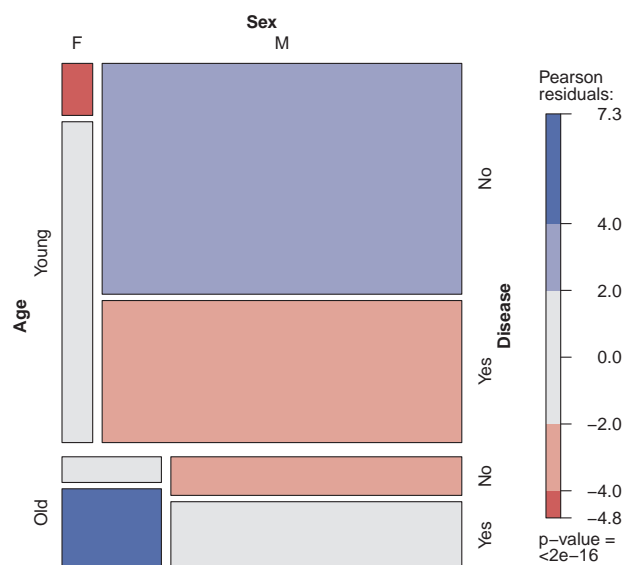 Sex
F M
Age
Young
Old
Disease
No
Yes
No
Yes
Pearson
residuals:
7.3
4.0
2.0
0.0
−2.0
−4.0
−4.8
p−value =
<2e−16